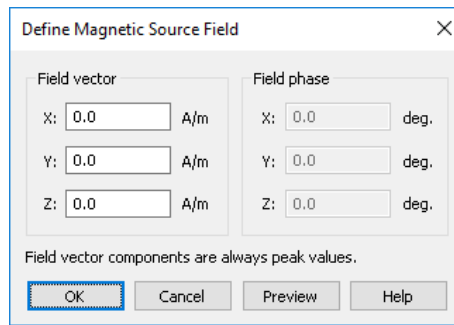 Define Magnetic Source Field
Field vector
Field phase
X: 0.0 A/m
X: 0.0 deg.
Y: 0.0 A/m
Y: 0.0 deg.
Z: 0.0 A/m
Z: 0.0 deg.
Field vector components are always peak values.
OK Cancel Preview Help